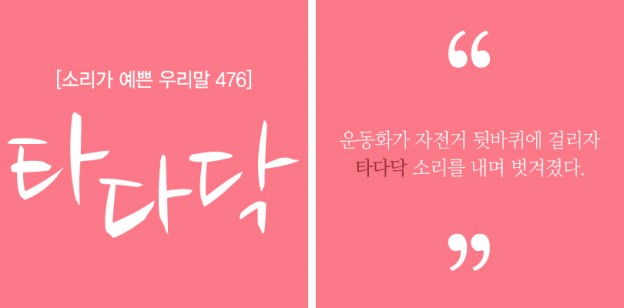 [소리가 예쁜 우리말 476]
타다닥
“
운동화가 자전거 뒷바퀴에 걸리자
타다닥 소리를 내며 벗겨졌다.
”